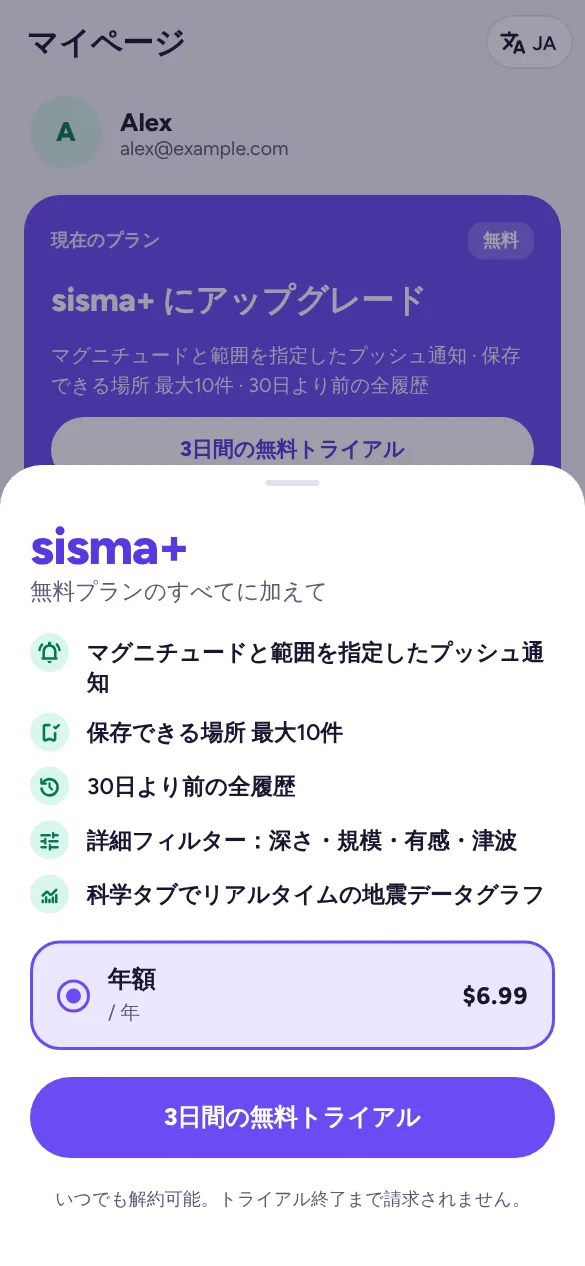 マイページ
JA
A
Alex
alex@example.com
現在のプラン
無料
sisma+ にアップグレード
マグニチュードと範囲を指定したプッシュ通知 · 保存
できる場所 最大10件 · 30日より前の全履歴
3日間の無料トライアル
sisma+
無料プランのすべてに加えて
マグニチュードと範囲を指定したプッシュ通
知
保存できる場所 最大10件
30日より前の全履歴
詳細フィルター：深さ・規模・有感・津波
科学タブでリアルタイムの地震データグラフ
年額
/ 年
$6.99
3日間の無料トライアル
いつでも解約可能。トライアル終了まで請求されません。